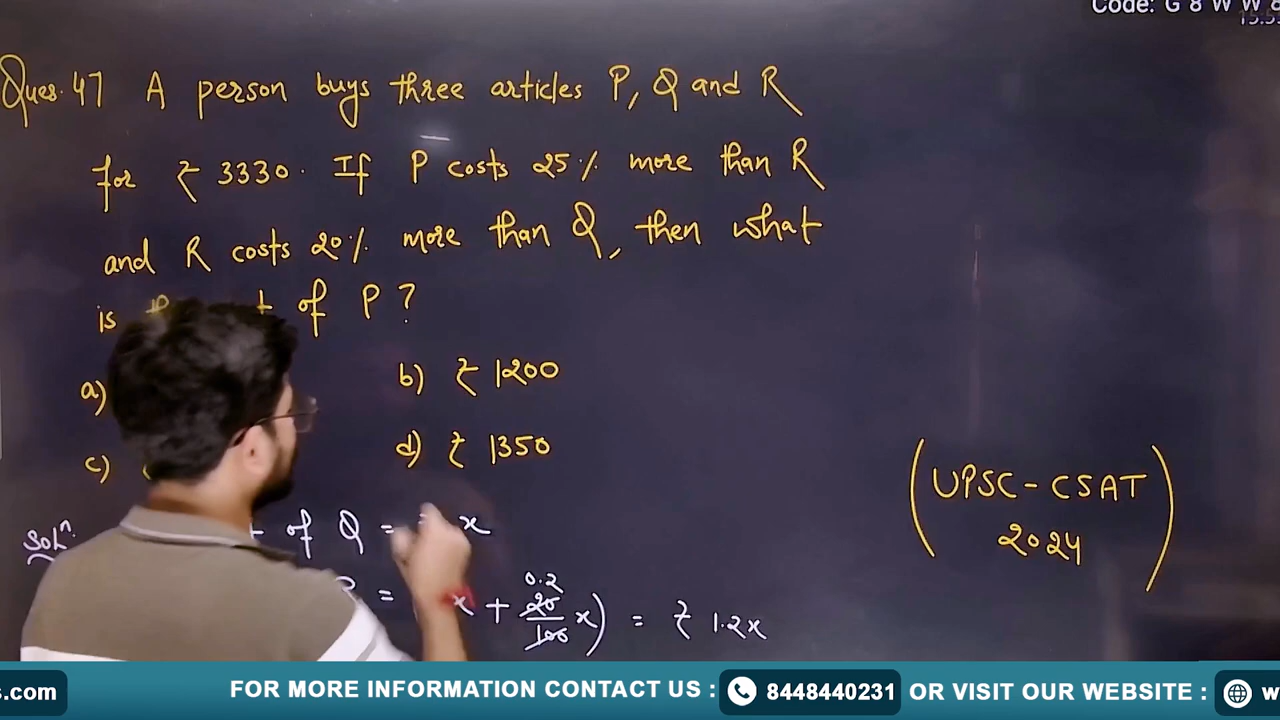 Code: G 8 W W 8
Ques. 47 A person buys three articles P, Q and R
for ₹ 3330. If P costs 25% more than R
and R costs 20% more than Q, then what
is of P?
a) b) ₹ 1200
c) d) ₹ 1350
(UPSC-CSAT
2024)
Soln. of Q = x
= x + 20/100 x) = ₹ 1.2x
0.2
s.com FOR MORE INFORMATION CONTACT US : 8448440231 OR VISIT OUR WEBSITE : w